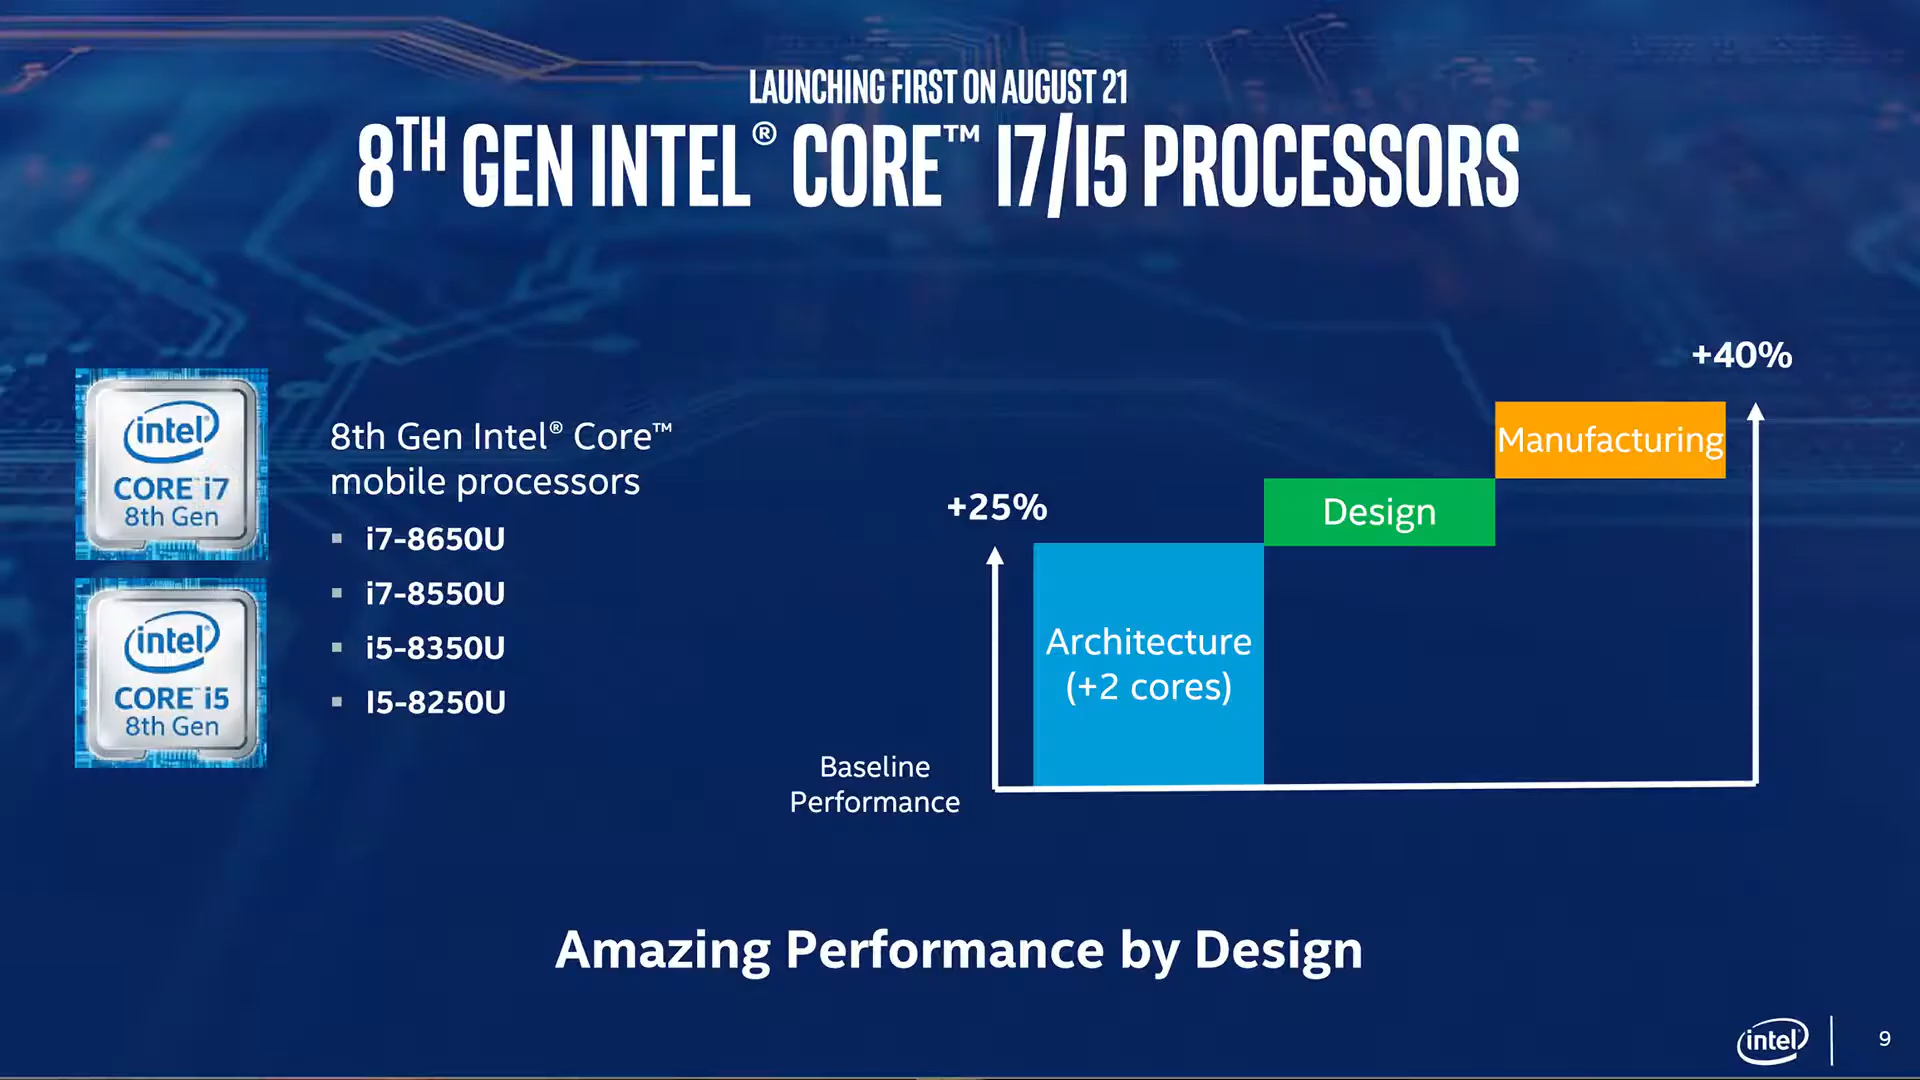 LAUNCHING FIRST ON AUGUST 21
8TH GEN INTEL® CORE™ I7/I5 PROCESSORS
intel®
CORE™ i7
8th Gen
intel®
CORE™ i5
8th Gen
8th Gen Intel® Core™
mobile processors
▪ i7-8650U
▪ i7-8550U
▪ i5-8350U
▪ I5-8250U
+40%
Manufacturing
+25%
Design
Architecture
(+2 cores)
Baseline
Performance
Amazing Performance by Design
intel®
9